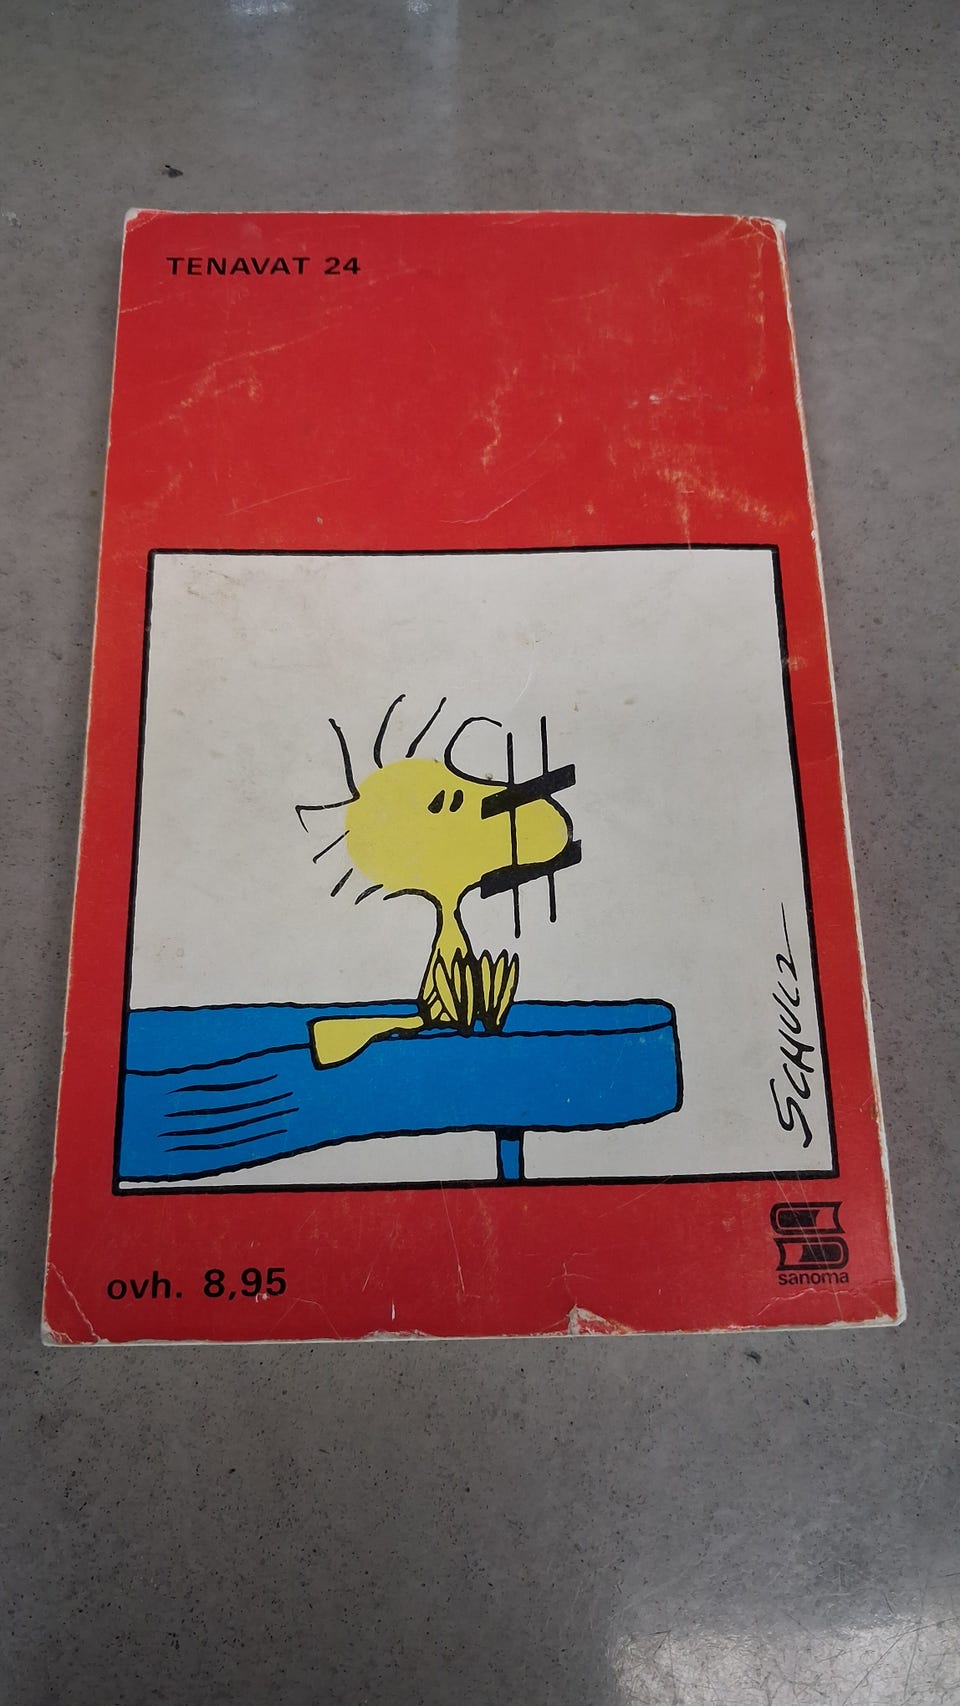 TENAVAT 24
SCHULZ
ovh. 8,95
sanoma